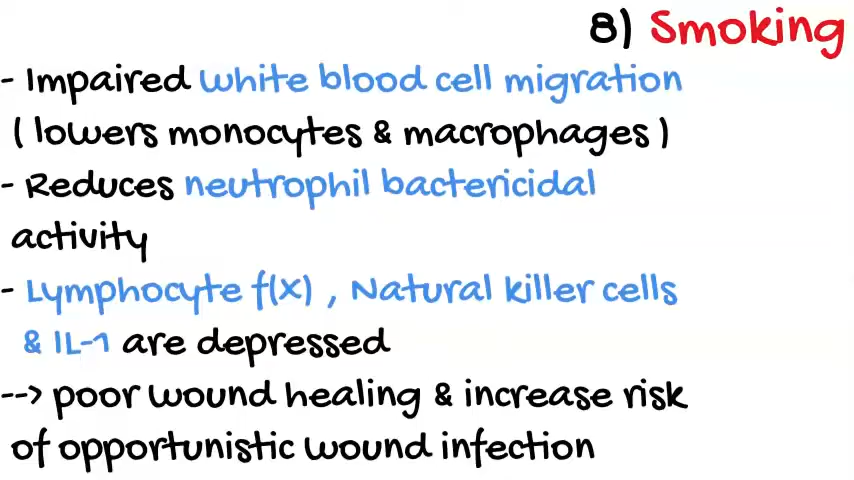 8) Smoking
- Impaired white blood cell migration
( lowers monocytes & macrophages )
- Reduces neutrophil bactericidal
activity
- Lymphocyte f(x) , Natural killer cells
& IL-1 are depressed
--> poor wound healing & increase risk
of opportunistic wound infection